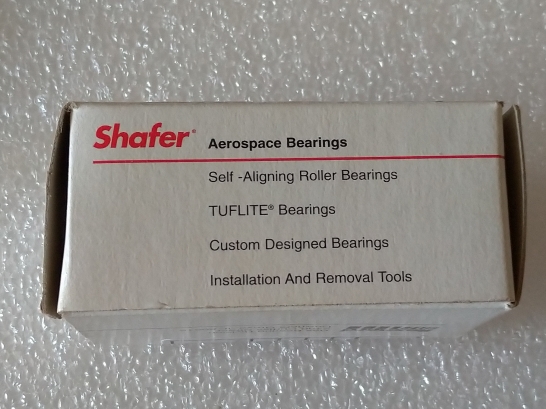 Shafer® Aerospace Bearings
Self -Aligning Roller Bearings
TUFLITE® Bearings
Custom Designed Bearings
Installation And Removal Tools